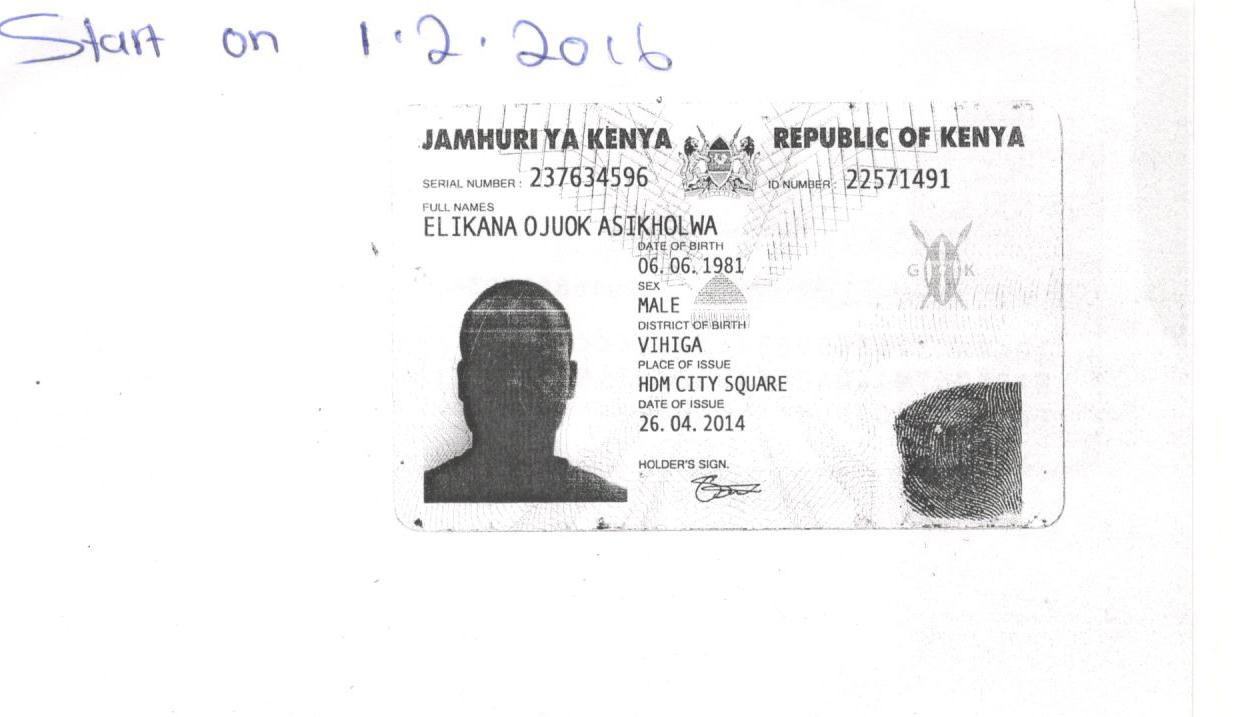 Start on 1.2.2016
JAMHURI YA KENYA REPUBLIC OF KENYA
SERIAL NUMBER: 237634596 ID NUMBER: 22571491
FULL NAMES
ELIKANA OJUOK ASIKHOLWA
DATE OF BIRTH
06. 06. 1981
SEX
MALE
DISTRICT OF BIRTH
VIHIGA
PLACE OF ISSUE
HDM CITY SQUARE
DATE OF ISSUE
26. 04. 2014
HOLDER'S SIGN.
G K